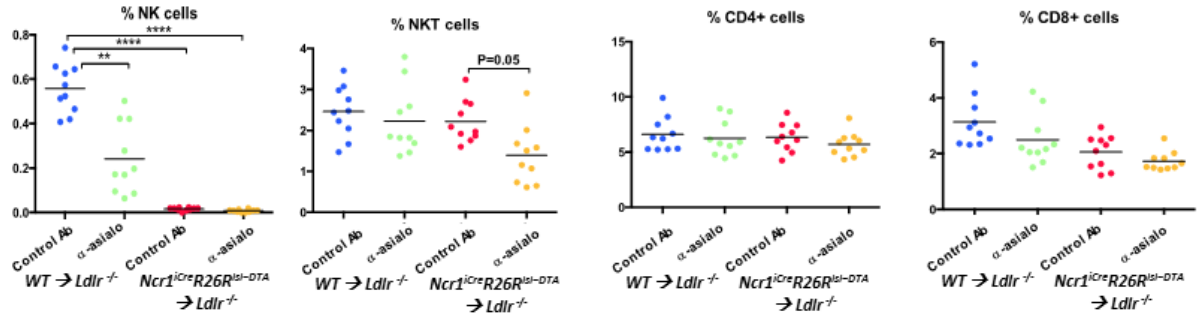 % NK cells
****
****
**
0.8
0.6
0.4
0.2
0.0
Control Ab
α-asialo
Control Ab
α-asialo
WT → Ldlr -/-
Ncr1iCreR26Rlsl-DTA
→ Ldlr -/-
% NKT cells
P=0.05
4
3
2
1
0
Control Ab
α-asialo
Control Ab
α-asialo
WT → Ldlr -/-
Ncr1iCreR26Rlsl-DTA
→ Ldlr -/-
% CD4+ cells
15
10
5
0
Control Ab
α-asialo
Control Ab
α-asialo
WT → Ldlr -/-
Ncr1iCreR26Rlsl-DTA
→ Ldlr -/-
% CD8+ cells
6
4
2
0
Control Ab
α-asialo
Control Ab
α-asialo
WT → Ldlr -/-
Ncr1iCreR26Rlsl-DTA
→ Ldlr -/-